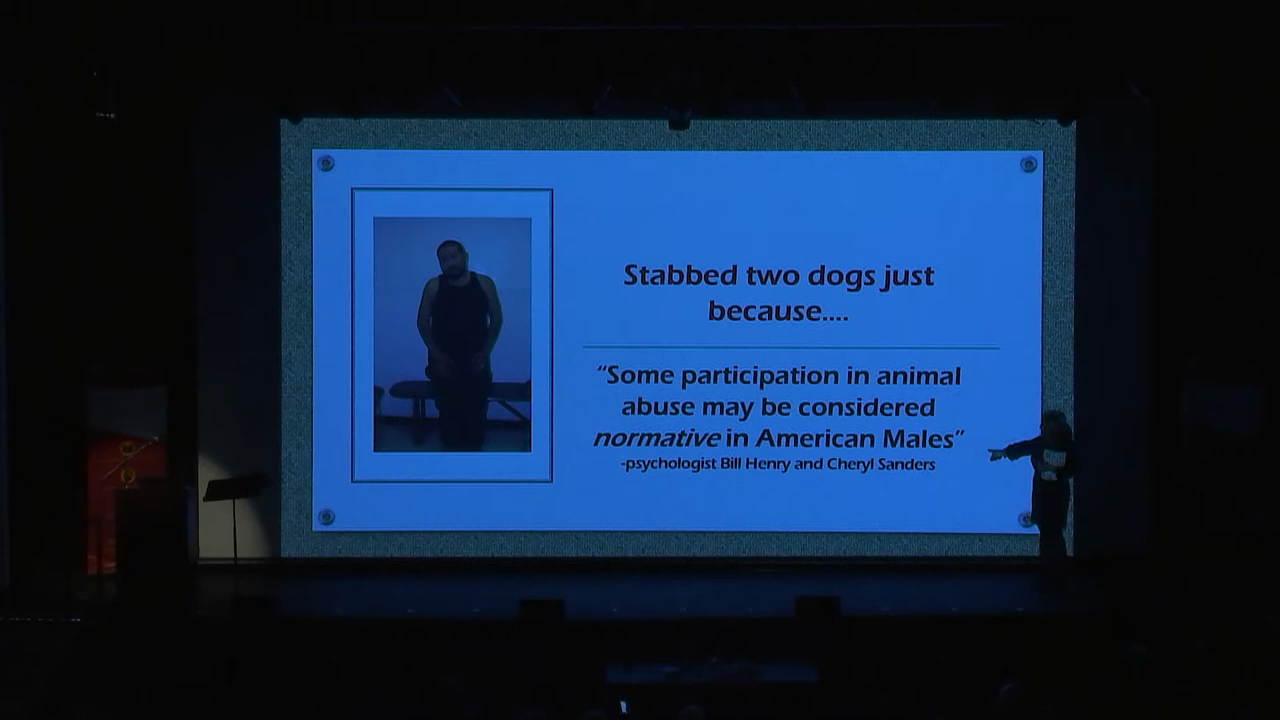 Stabbed two dogs just
because....
“Some participation in animal
abuse may be considered
normative in American Males”
-psychologist Bill Henry and Cheryl Sanders